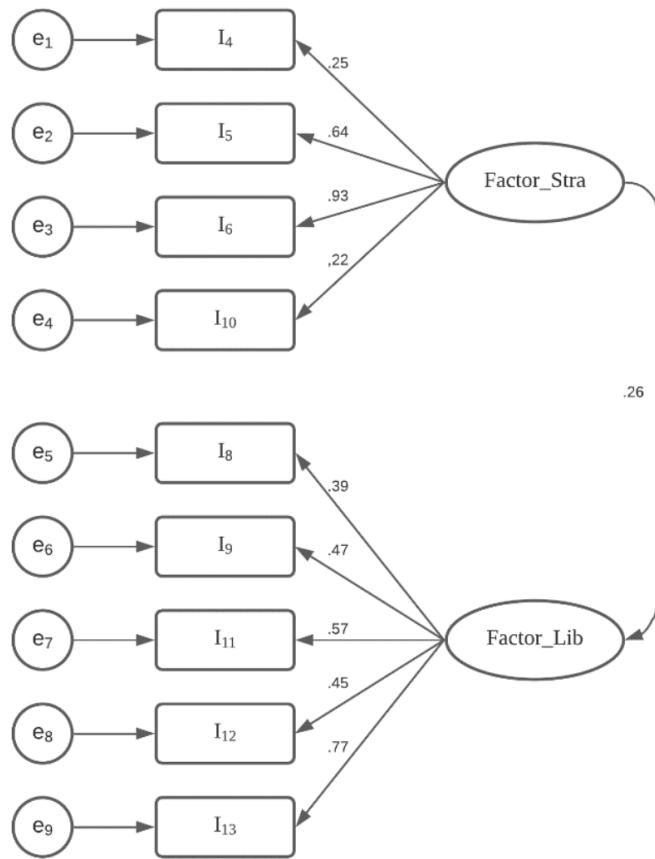 e₁ I₄
.25
e₂ I₅ .64
Factor_Stra
e₃ I₆ .93
,22
e₄ I₁₀
.26
e₅ I₈
.39
e₆ I₉ .47
e₇ I₁₁ .57 Factor_Lib
.45
e₈ I₁₂
.77
e₉ I₁₃